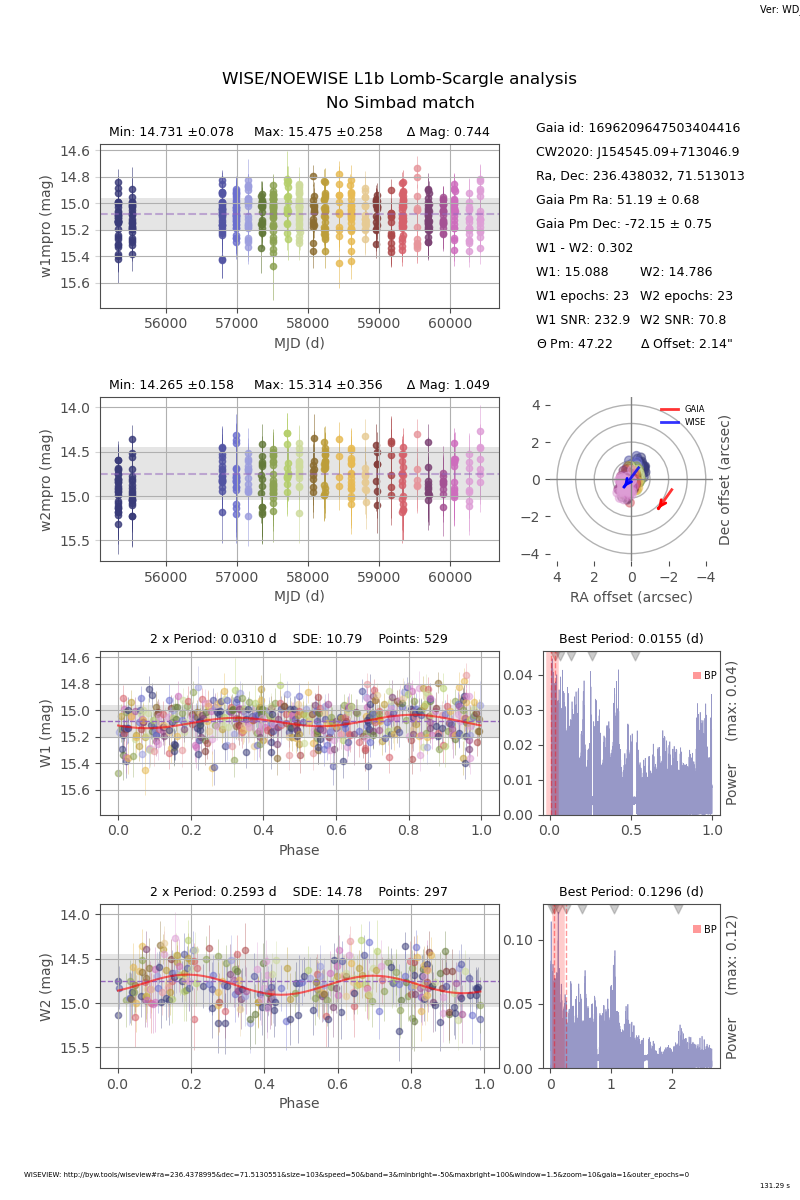 Ver: WD_
WISE/NOEWISE L1b Lomb-Scargle analysis
No Simbad match
Min: 14.731 ±0.078 Max: 15.475 ±0.258 Δ Mag: 0.744
14.6
14.8
15.0
15.2
15.4
15.6
w1mpro (mag)
56000 57000 58000 59000 60000
MJD (d)
Gaia id: 1696209647503404416
CW2020: J154545.09+713046.9
Ra, Dec: 236.438032, 71.513013
Gaia Pm Ra: 51.19 ± 0.68
Gaia Pm Dec: -72.15 ± 0.75
W1 - W2: 0.302
W1: 15.088 W2: 14.786
W1 epochs: 23 W2 epochs: 23
W1 SNR: 232.9 W2 SNR: 70.8
Θ Pm: 47.22 Δ Offset: 2.14"
Min: 14.265 ±0.158 Max: 15.314 ±0.356 Δ Mag: 1.049
14.0
14.5
15.0
15.5
w2mpro (mag)
56000 57000 58000 59000 60000
MJD (d)
GAIA
WISE
4
2
0
−2
−4
4 2 0 −2 −4
RA offset (arcsec)
Dec offset (arcsec)
2 x Period: 0.0310 d SDE: 10.79 Points: 529
14.6
14.8
15.0
15.2
15.4
15.6
W1 (mag)
0.0 0.2 0.4 0.6 0.8 1.0
Phase
Best Period: 0.0155 (d)
BP
0.04
0.03
0.02
0.01
0.00
0.0 0.5 1.0
Power (max: 0.04)
2 x Period: 0.2593 d SDE: 14.78 Points: 297
14.0
14.5
15.0
15.5
W2 (mag)
0.0 0.2 0.4 0.6 0.8 1.0
Phase
Best Period: 0.1296 (d)
BP
0.10
0.05
0.00
0 1 2
Power (max: 0.12)
WISEVIEW: http://byw.tools/wiseview#ra=236.4378995&dec=71.5130551&size=103&speed=50&band=3&minbright=-50&maxbright=100&window=1.5&zoom=10&gaia=1&outer_epochs=0
131.29 s